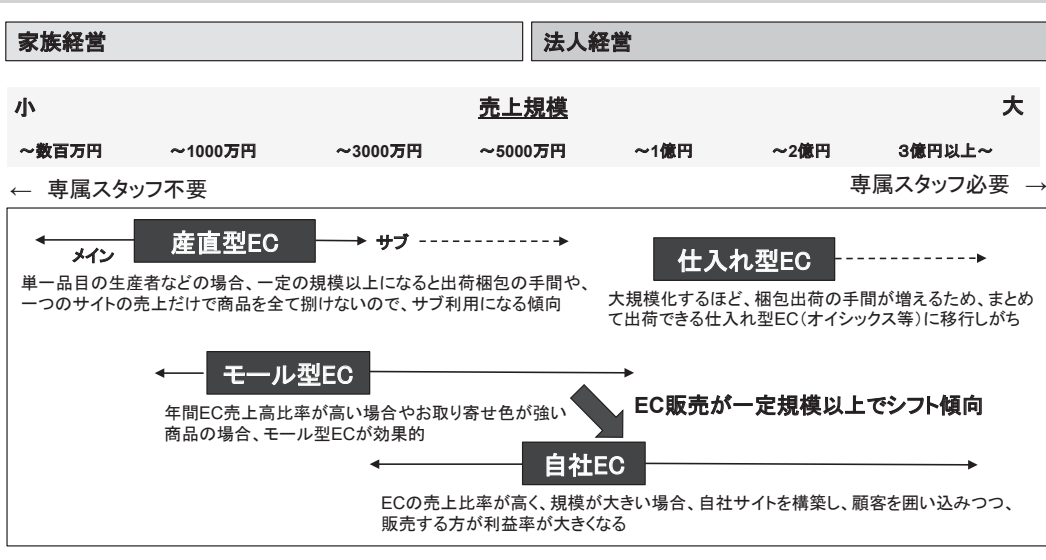 家族経営
法人経営
小
売上規模
大
～数百万円
～1000万円
～3000万円
～5000万円
～1億円
～2億円
3億円以上～
← 専属スタッフ不要
専属スタッフ必要 →
メイン
産直型EC
サブ
単一品目の生産者などの場合、一定の規模以上になると出荷梱包の手間や、
一つのサイトの売上だけで商品を全て捌けないので、サブ利用になる傾向
仕入れ型EC
大規模化するほど、梱包出荷の手間が増えるため、まとめ
て出荷できる仕入れ型EC（オイシックス等）に移行しがち
モール型EC
年間EC売上高比率が高い場合やお取り寄せ色が強い
商品の場合、モール型ECが効果的
EC販売が一定規模以上でシフト傾向
自社EC
ECの売上比率が高く、規模が大きい場合、自社サイトを構築し、顧客を囲い込みつつ、
販売する方が利益率が大きくなる